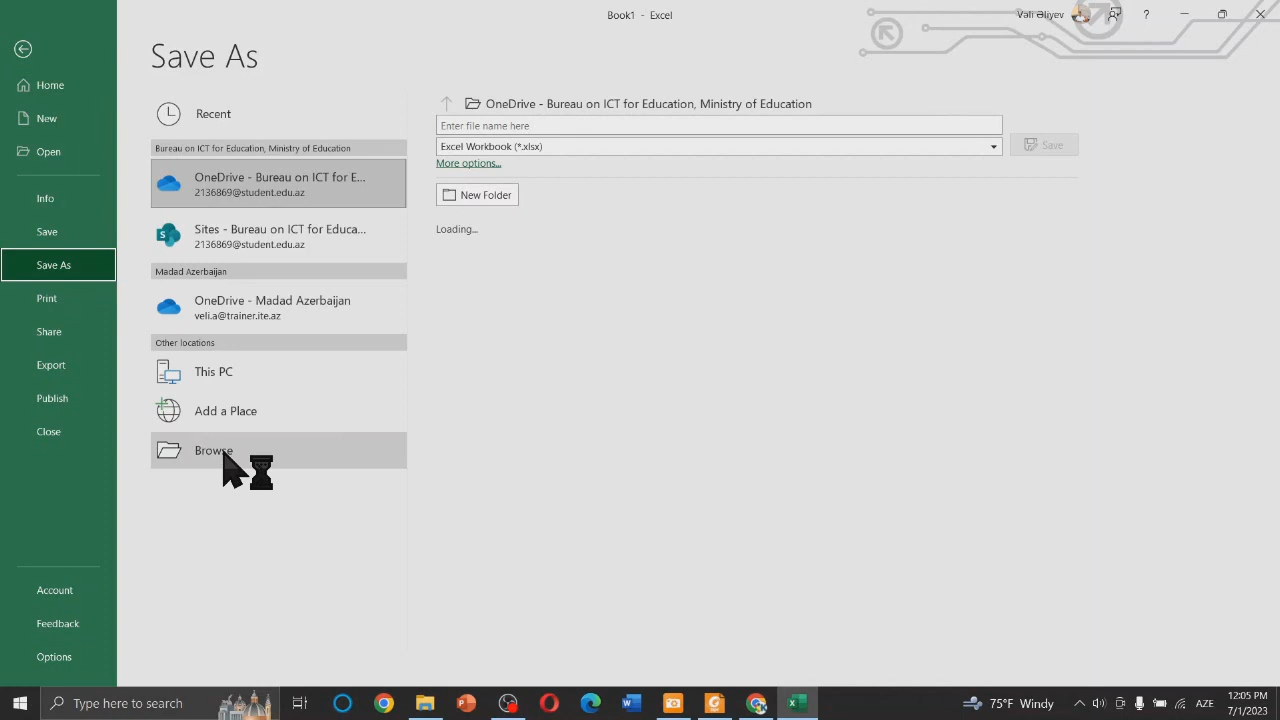 Book1 - Excel
Vali Əliyev
?
Save As
Home
New
Open
Info
Save
Save As
Print
Share
Export
Publish
Close
Account
Feedback
Options
Recent
Bureau on ICT for Education, Ministry of Education
OneDrive - Bureau on ICT for E...
2136869@student.edu.az
Sites - Bureau on ICT for Educa...
2136869@student.edu.az
Madad Azerbaijan
OneDrive - Madad Azerbaijan
veli.a@trainer.ite.az
Other locations
This PC
Add a Place
Browse
OneDrive - Bureau on ICT for Education, Ministry of Education
Enter file name here
Excel Workbook (*.xlsx)
Save
More options...
New Folder
Loading...
Type here to search
75°F Windy
AZE
12:05 PM
7/1/2023